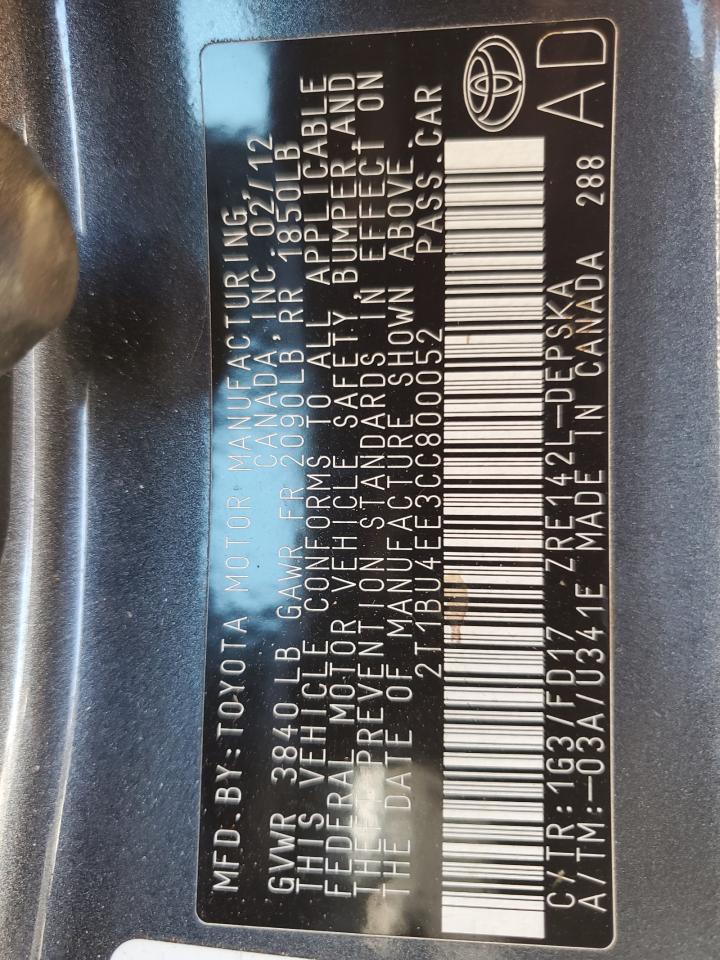 MFD.BY:TOYOTA MOTOR MANUFACTURING,
CANADA, INC. 02/12
GVWR 3840 LB GAWR FR 2090LB RR 1850LB
THIS VEHICLE CONFORMS TO ALL APPLICABLE
FEDERAL MOTOR VEHICLE SAFETY, BUMPER, AND
THEFT PREVENTION STANDARDS IN EFFECT ON
THE DATE OF MANUFACTURE SHOWN ABOVE.
2T1BU4EE3CC800052 PASS.CAR
C/TR:1G3/FD17 ZRE142L-DEPSKA
A/TM:-03A/U341E MADE IN CANADA 288
AD